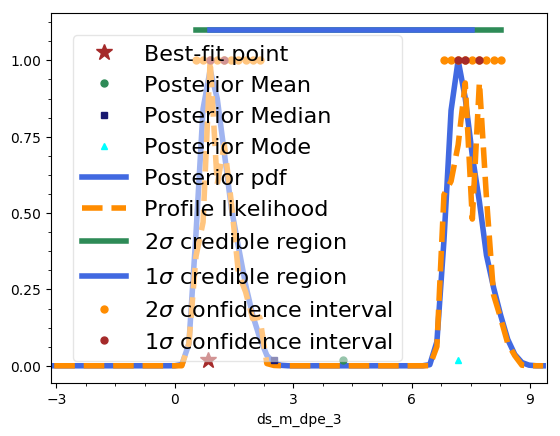 1.00
0.75
0.50
0.25
0.00
Best-fit point
Posterior Mean
Posterior Median
Posterior Mode
Posterior pdf
Profile likelihood
2σ credible region
1σ credible region
2σ confidence interval
1σ confidence interval
−3 0 3 6 9
ds_m_dpe_3